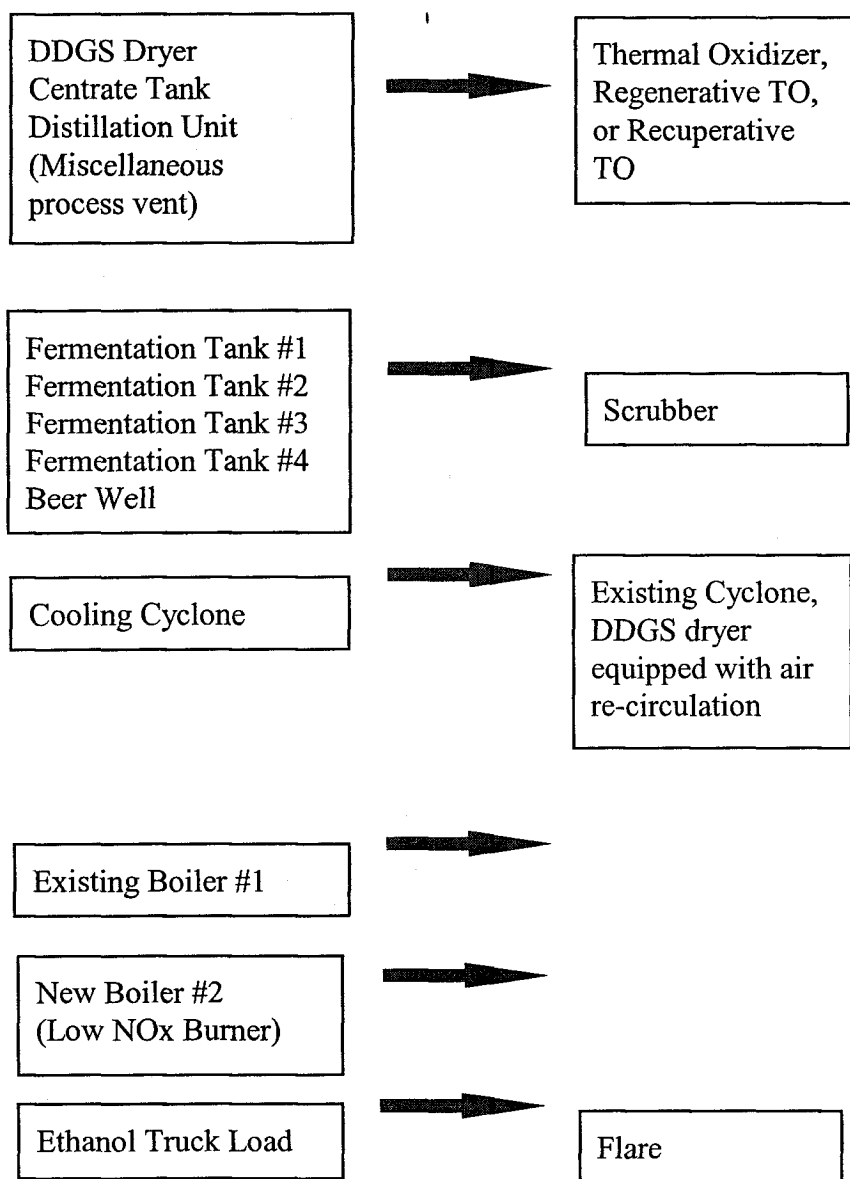 DDGS Dryer
Centrate Tank
Distillation Unit
(Miscellaneous
process vent)
Thermal Oxidizer,
Regenerative TO,
or Recuperative
TO
Fermentation Tank #1
Fermentation Tank #2
Fermentation Tank #3
Fermentation Tank #4
Beer Well
Scrubber
Cooling Cyclone
Existing Cyclone,
DDGS dryer
equipped with air
re-circulation
Existing Boiler #1
New Boiler #2
(Low NOx Burner)
Ethanol Truck Load
Flare